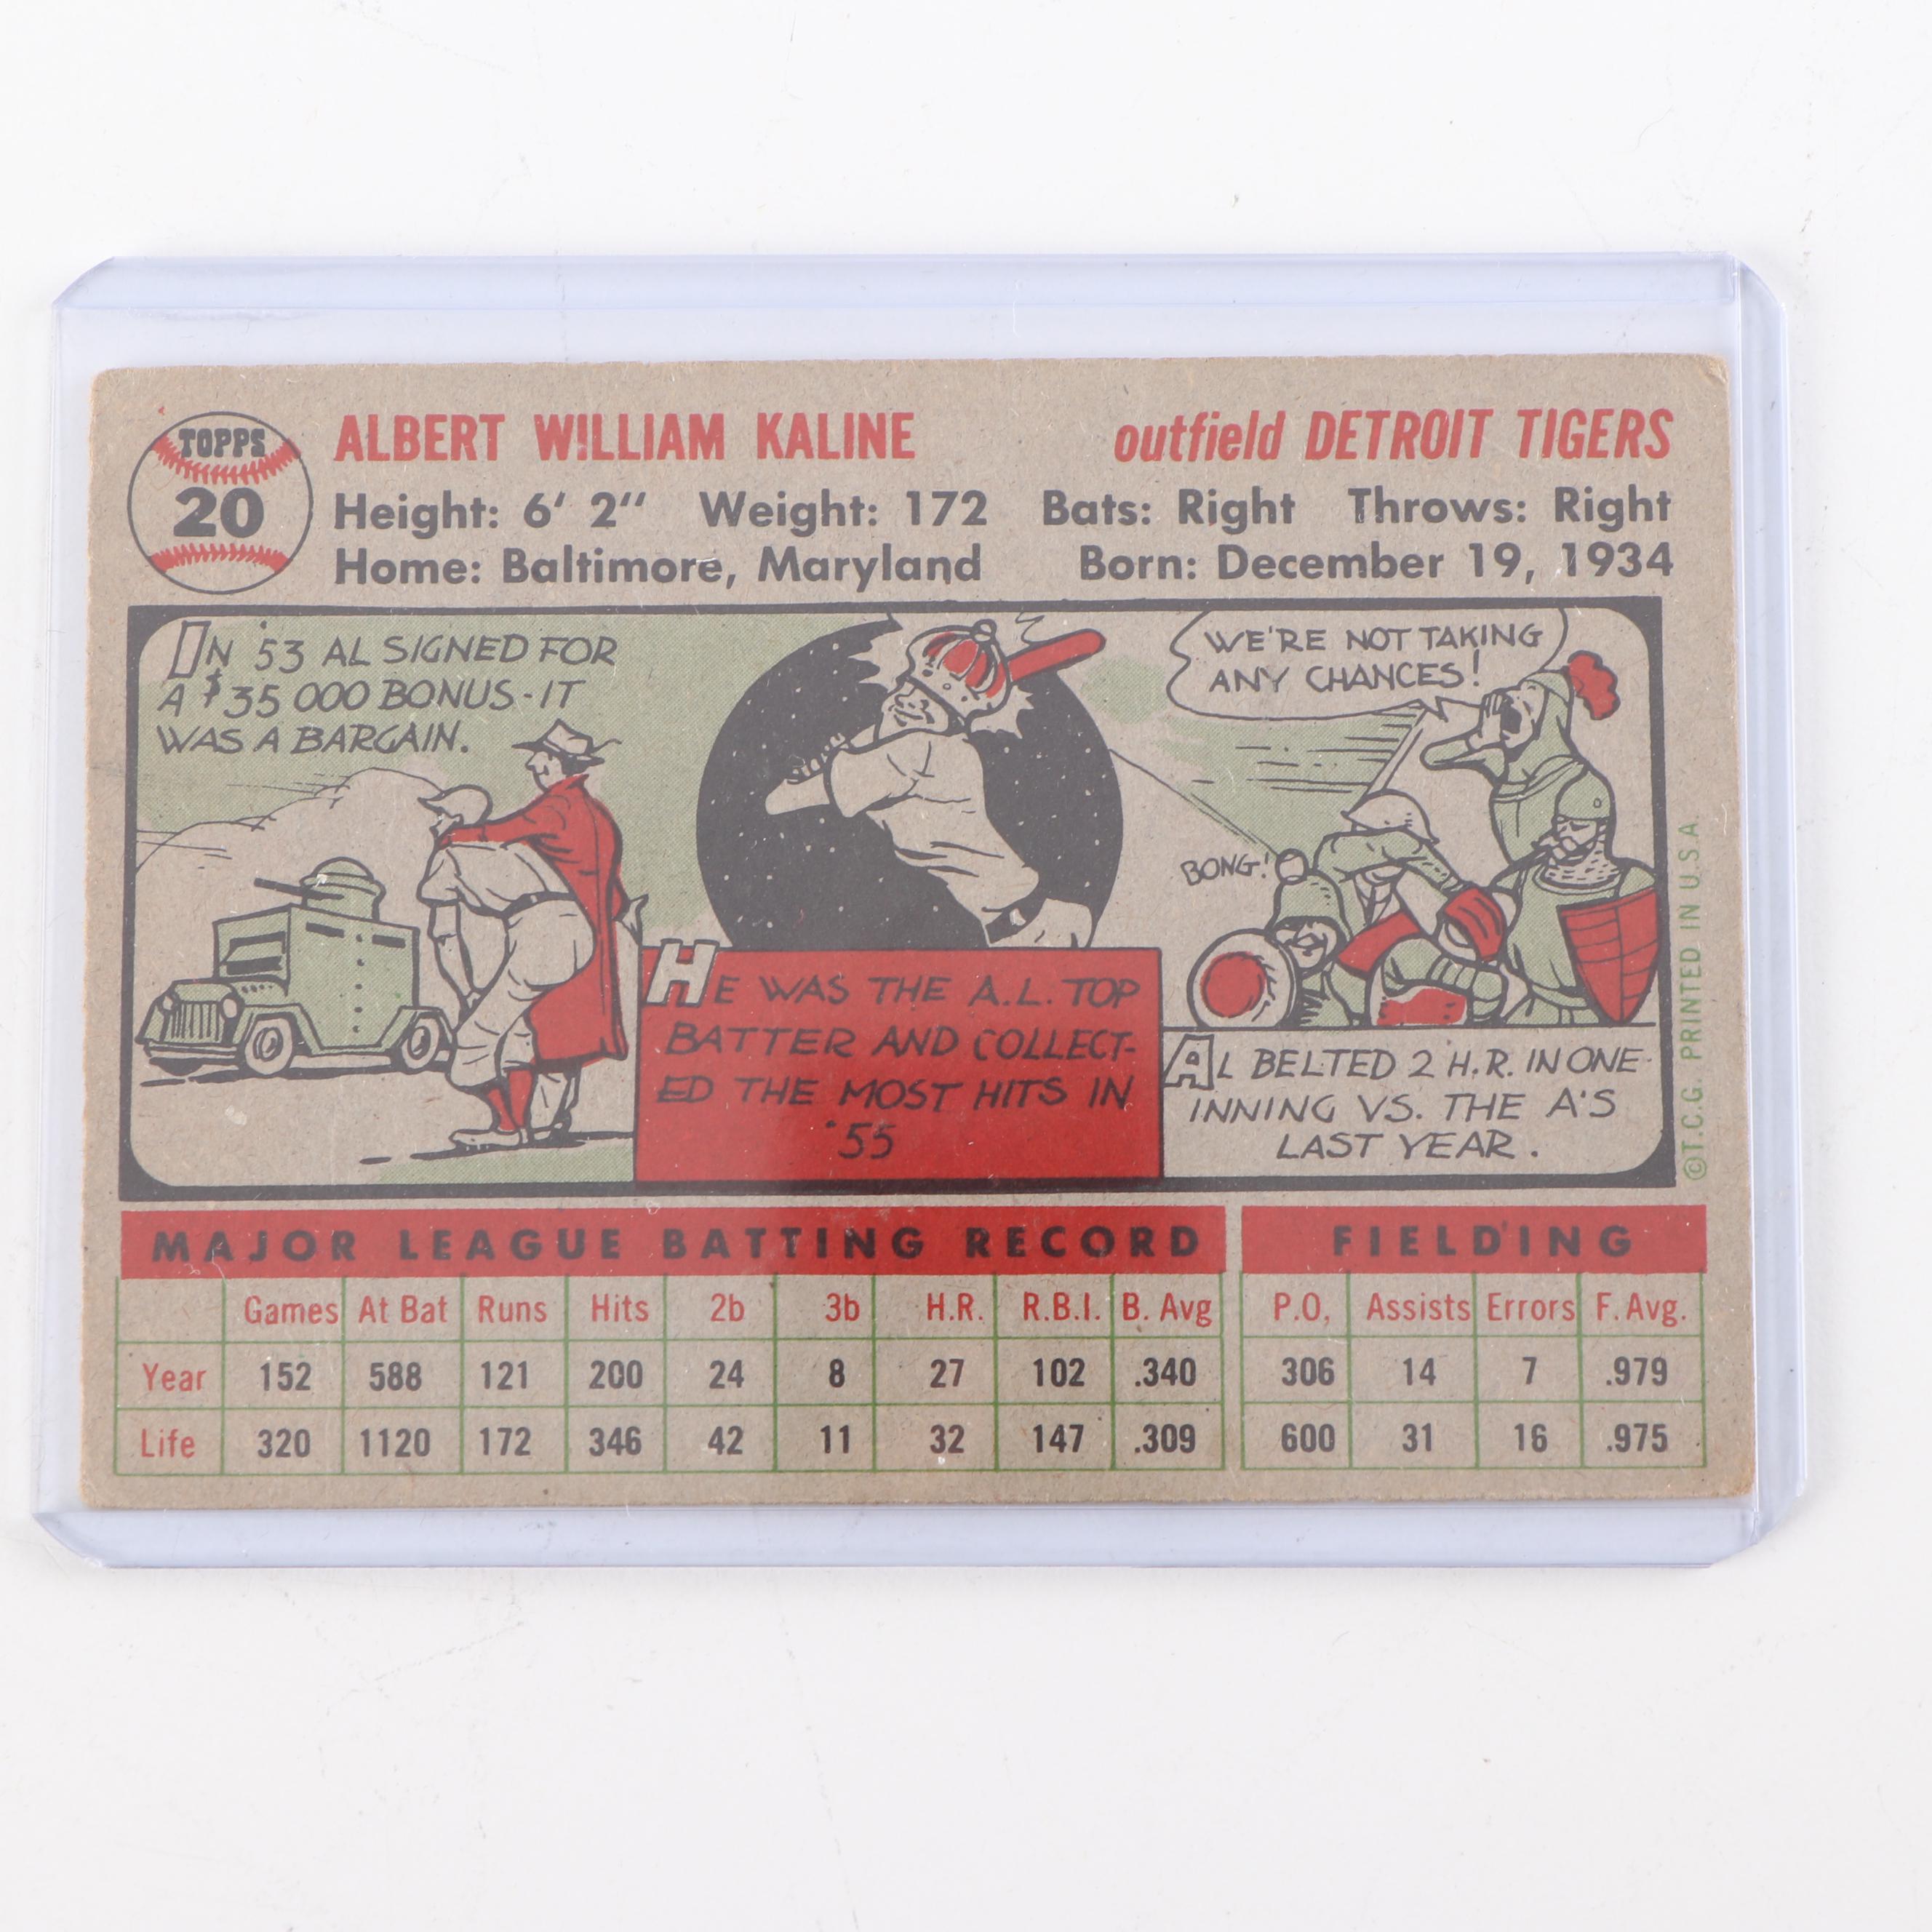 TOPPS
20
ALBERT WILLIAM KALINE outfield DETROIT TIGERS
Height: 6' 2" Weight: 172 Bats: Right Throws: Right
Home: Baltimore, Maryland Born: December 19, 1934
IN '53 AL SIGNED FOR
A $35 000 BONUS - IT
WAS A BARGAIN.
HE WAS THE A.L. TOP
BATTER AND COLLECT-
ED THE MOST HITS IN
'55
WE'RE NOT TAKING
ANY CHANCES!
BONG!
AL BELTED 2 H.R. IN ONE
INNING VS. THE A'S
LAST YEAR.
©T.C.G. PRINTED IN U.S.A.
MAJOR LEAGUE BATTING RECORD FIELDING
Games At Bat Runs Hits 2b 3b H.R. R.B.I. B. Avg P.O, Assists Errors F. Avg.
Year 152 588 121 200 24 8 27 102 .340 306 14 7 .979
Life 320 1120 172 346 42 11 32 147 .309 600 31 16 .975